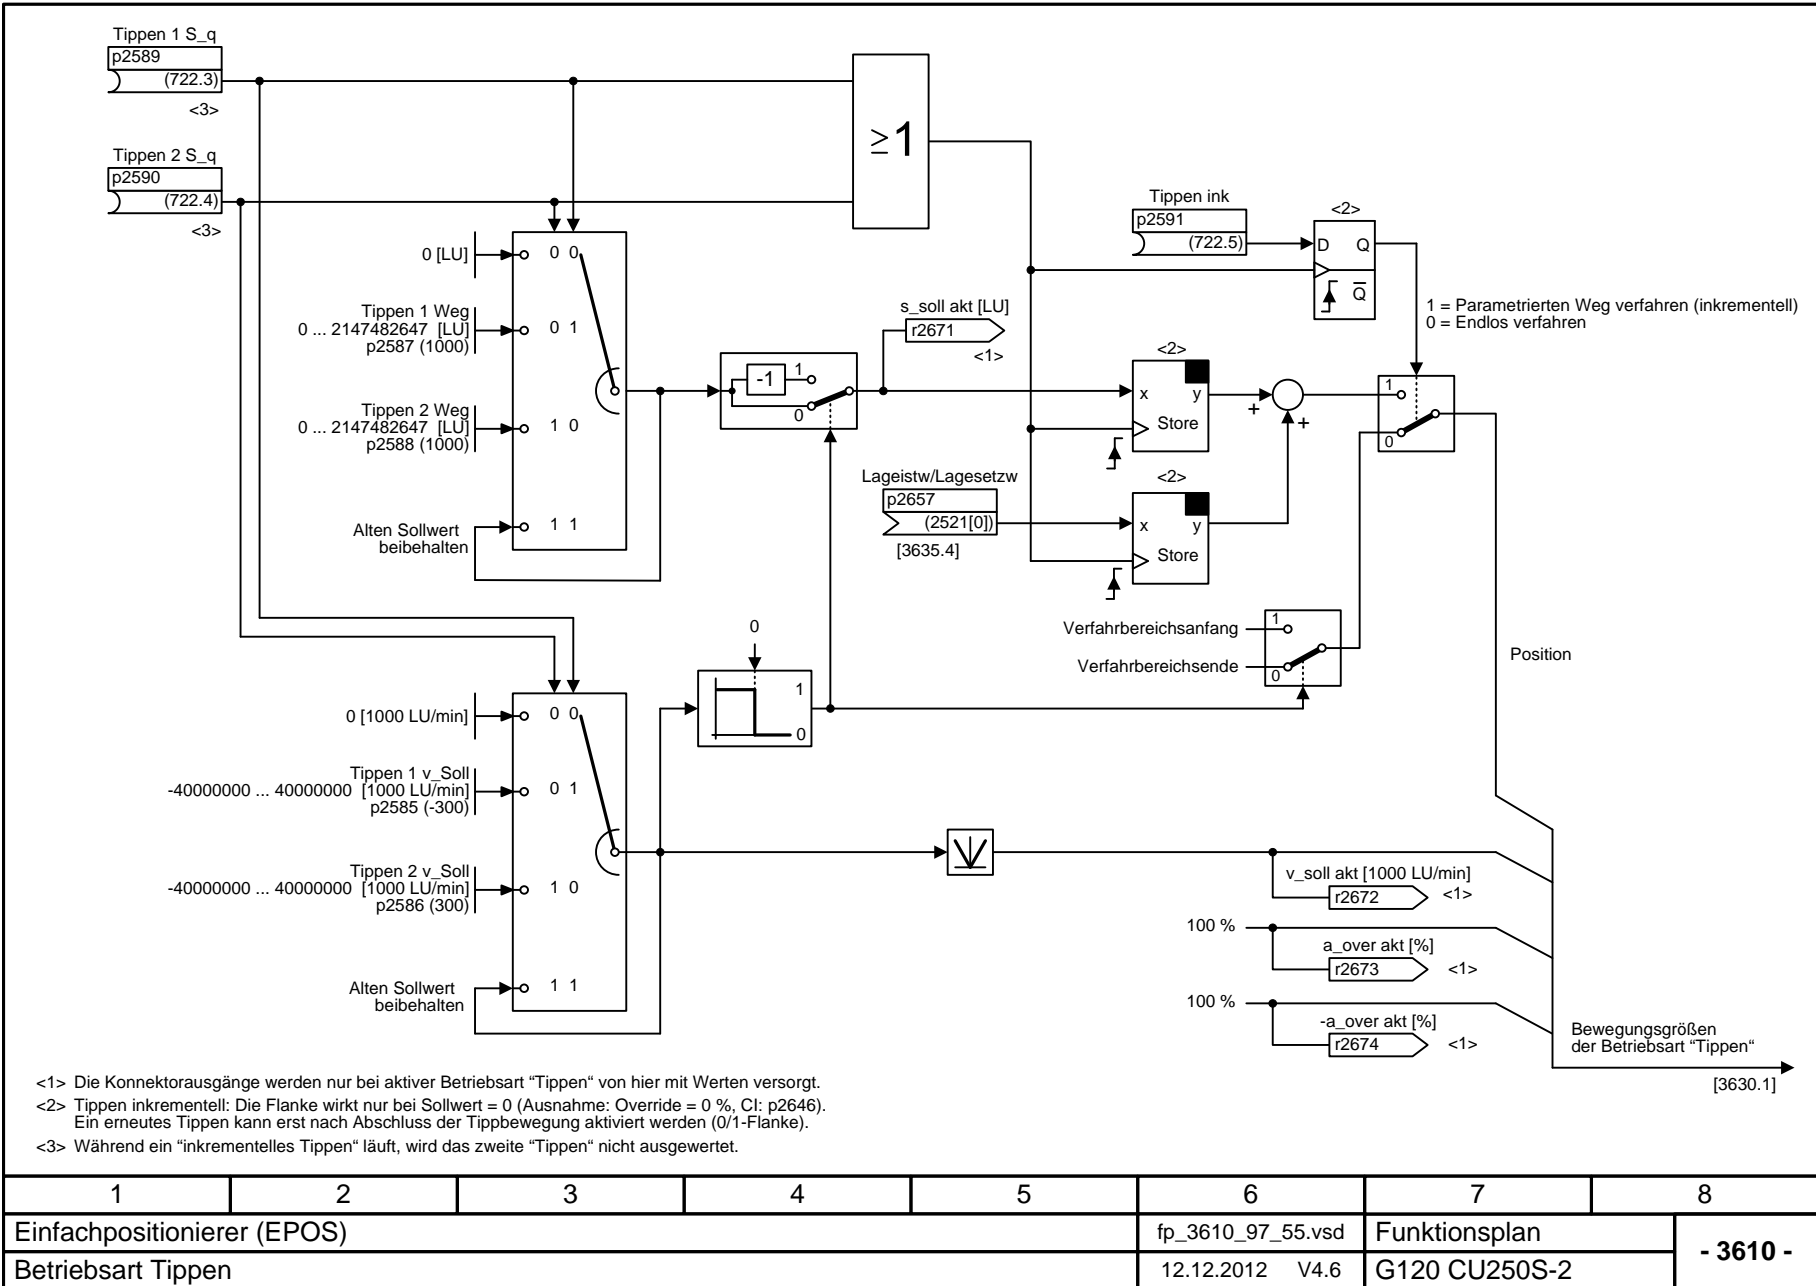 Tippen 1 S_q
p2589
(722.3)
<3>
Tippen 2 S_q
p2590
(722.4)
<3>
≥1
0 [LU]
0 0
Tippen 1 Weg
0 ... 2147482647 [LU]
p2587 (1000)
0 1
Tippen 2 Weg
0 ... 2147482647 [LU]
p2588 (1000)
1 0
Alten Sollwert
beibehalten
1 1
-1
1
0
s_soll akt [LU]
r2671
<1>
Tippen ink
p2591
(722.5)
<2>
D Q
Q̅
1 = Parametrierten Weg verfahren (inkrementell)
0 = Endlos verfahren
<2>
x y
Store
+
+
1
0
Lageistw/Lagesetzw
p2657
(2521[0])
[3635.4]
<2>
x y
Store
Verfahrbereichsanfang
1
Verfahrbereichsende
0
Position
0
1
0
0 [1000 LU/min]
0 0
Tippen 1 v_Soll
-40000000 ... 40000000 [1000 LU/min]
p2585 (-300)
0 1
Tippen 2 v_Soll
-40000000 ... 40000000 [1000 LU/min]
p2586 (300)
1 0
Alten Sollwert
beibehalten
1 1
v_soll akt [1000 LU/min]
r2672
<1>
100 %
a_over akt [%]
r2673
<1>
100 %
-a_over akt [%]
r2674
<1>
Bewegungsgrößen
der Betriebsart “Tippen“
[3630.1]
<1> Die Konnektorausgänge werden nur bei aktiver Betriebsart “Tippen“ von hier mit Werten versorgt.
<2> Tippen inkrementell: Die Flanke wirkt nur bei Sollwert = 0 (Ausnahme: Override = 0 %, CI: p2646).
Ein erneutes Tippen kann erst nach Abschluss der Tippbewegung aktiviert werden (0/1-Flanke).
<3> Während ein “inkrementelles Tippen“ läuft, wird das zweite “Tippen“ nicht ausgewertet.
1 2 3 4 5 6 7 8
Einfachpositionierer (EPOS)
fp_3610_97_55.vsd
Funktionsplan
- 3610 -
Betriebsart Tippen
12.12.2012 V4.6
G120 CU250S-2